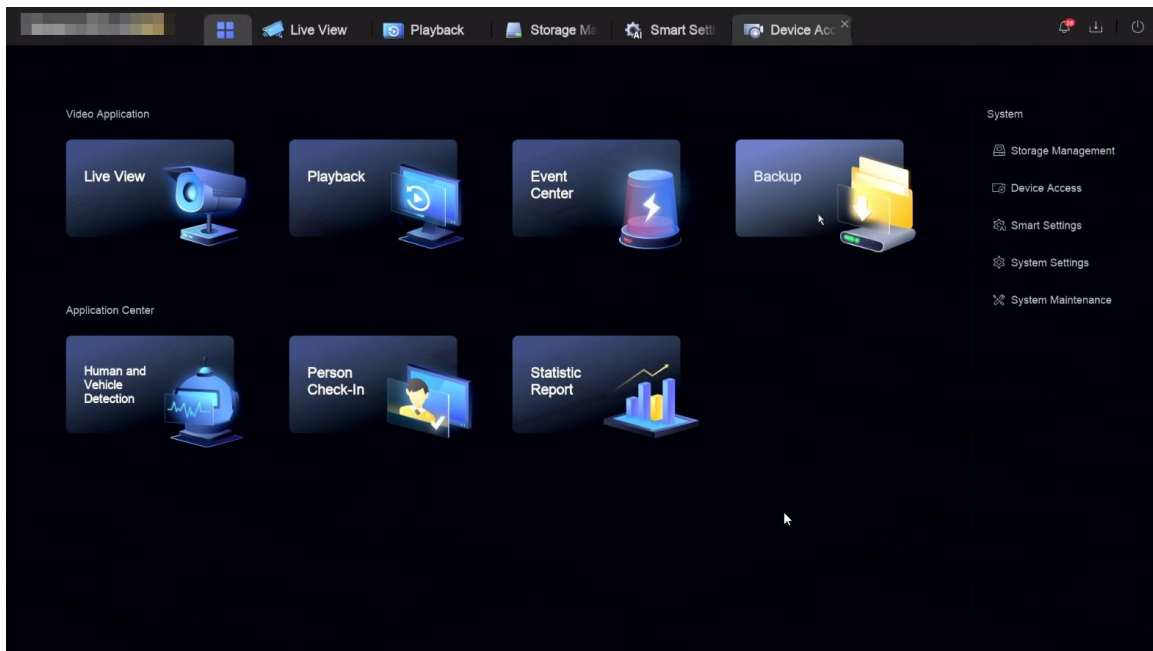 Live View
Playback
Storage Ma
Smart Setti
Device Acc
38
Video Application
System
Live View
Playback
Event
Center
Backup
Storage Management
Device Access
Smart Settings
System Settings
System Maintenance
Application Center
Human and
Vehicle
Detection
Person
Check-In
Statistic
Report